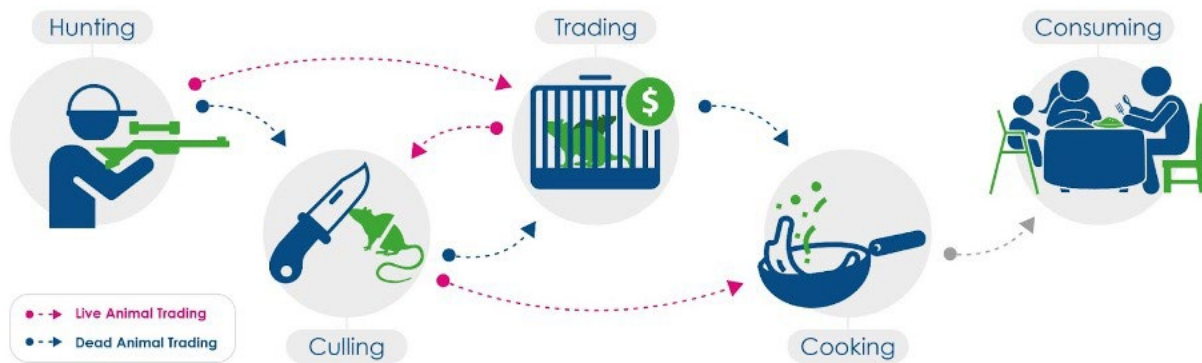 Hunting
Trading
Consuming
$
Live Animal Trading
Dead Animal Trading
Culling
Cooking